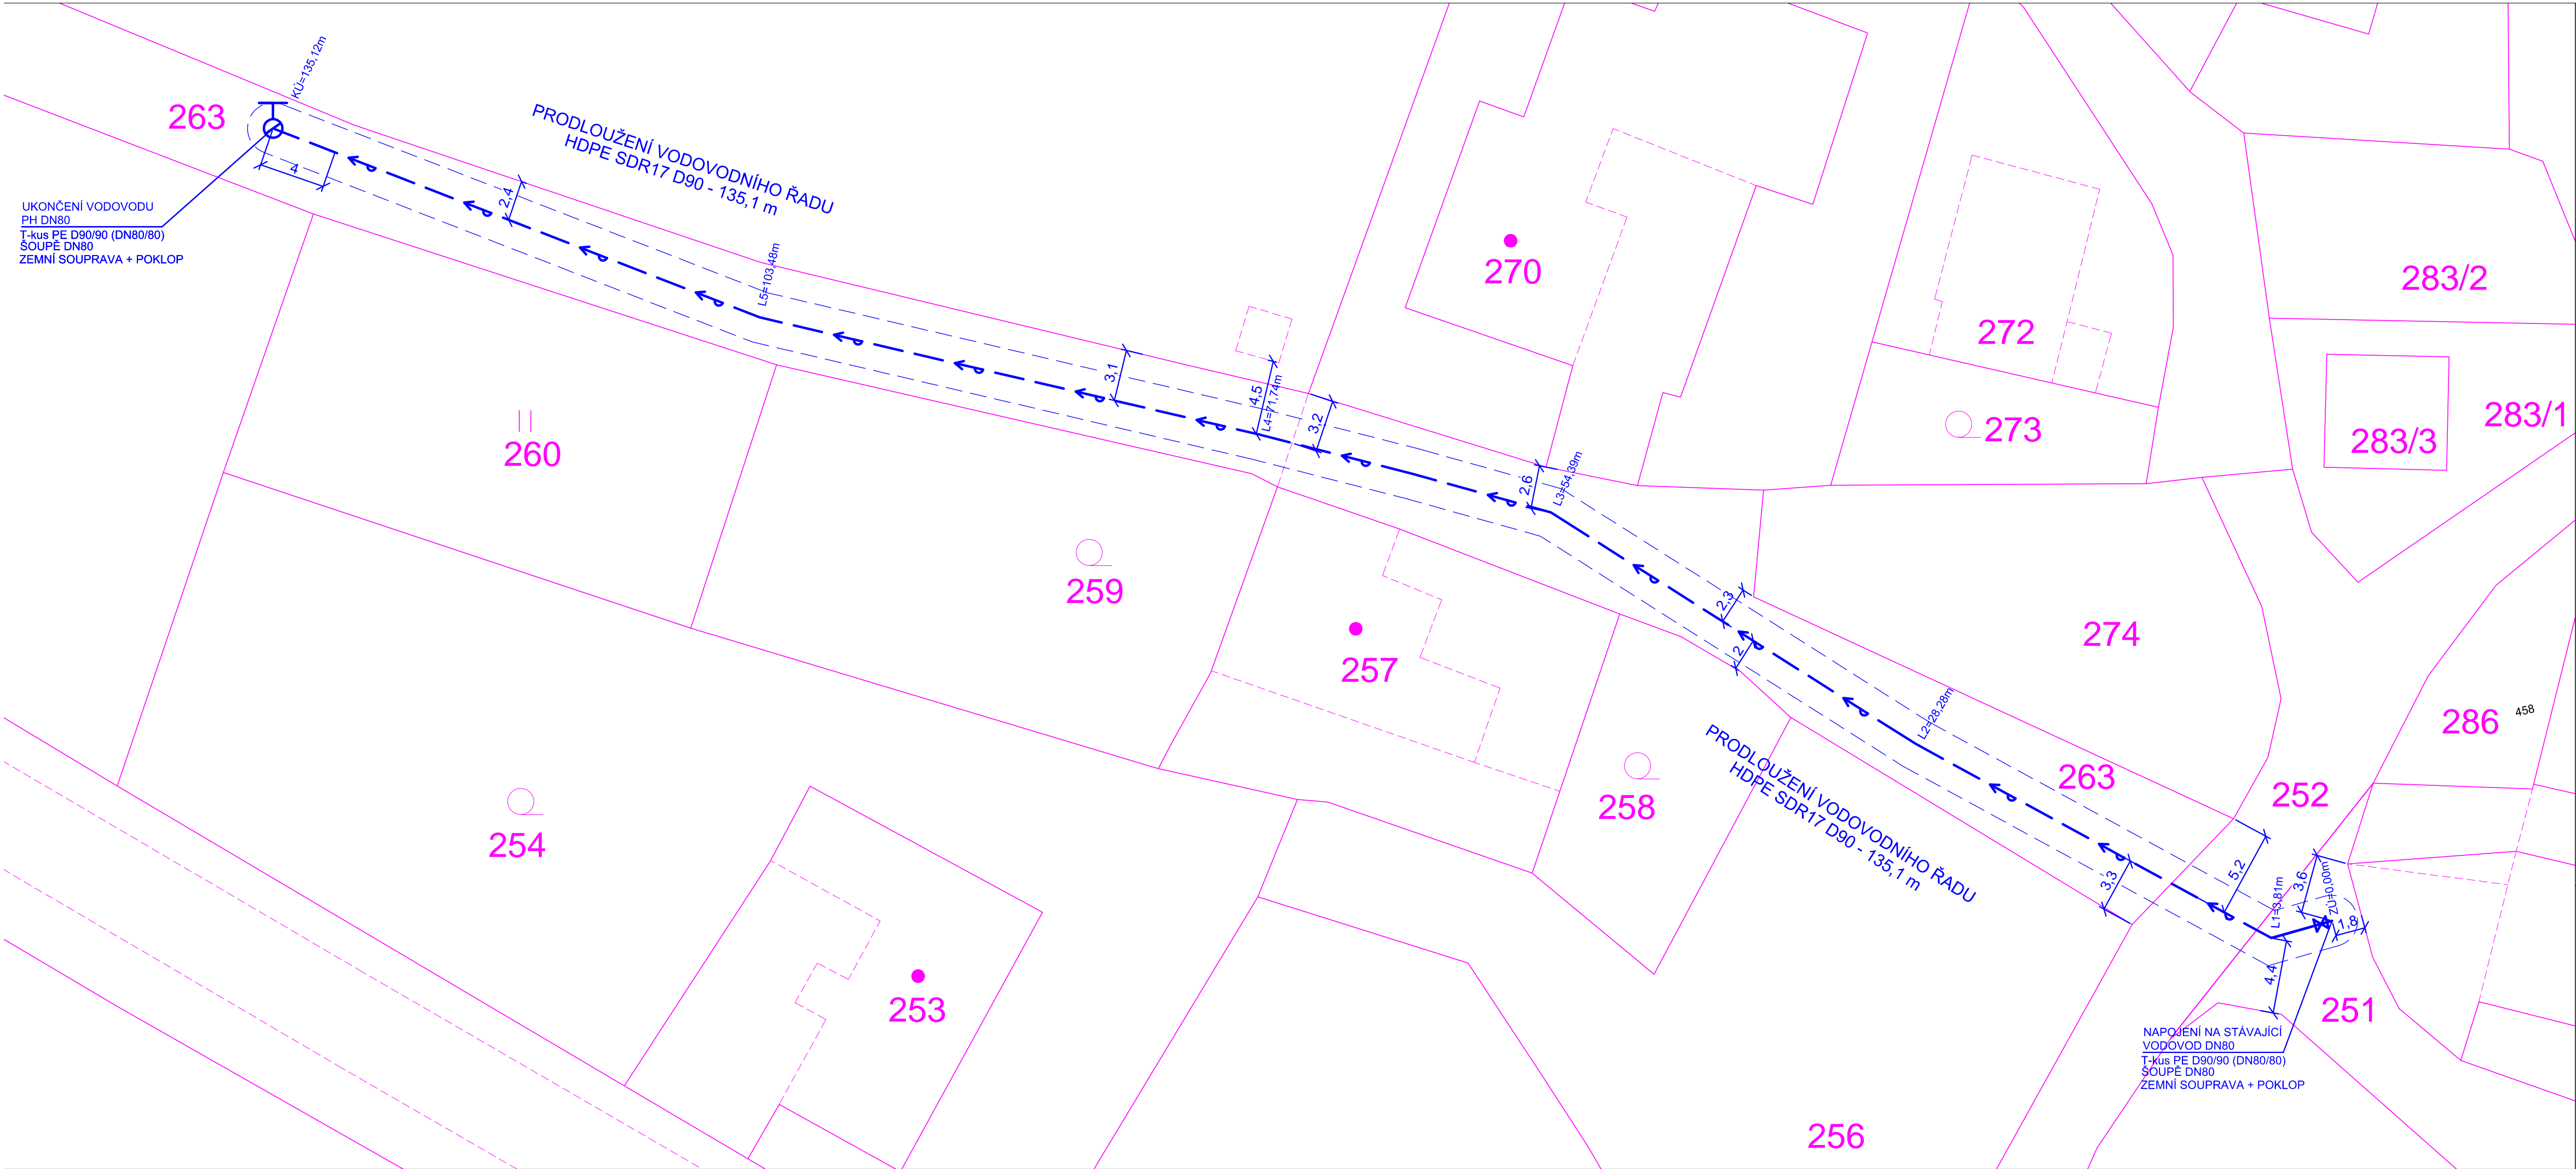 KÚ=135,12m
263
PRODLOUŽENÍ VODOVODNÍHO ŘADU
HDPE SDR17 D90 - 135,1 m
4
2,4
UKONČENÍ VODOVODU
PH DN80
T-kus PE D90/90 (DN80/80)
ŠOUPĚ DN80
ZEMNÍ SOUPRAVA + POKLOP
L5=103,48m
270
272
283/2
3,1
4,5
L4=71,74m
3,2
273
283/1
283/3
260
2,6
L3=54,39m
259
2,3
2
274
257
286
458
L2=28,28m
PRODLOUŽENÍ VODOVODNÍHO ŘADU
HDPE SDR17 D90 - 135,1 m
263
252
258
254
3,3
5,2
L1=3,81m
3,6
ZÚ=0,00m
1,8
4,4
253
251
NAPOJENÍ NA STÁVAJÍCÍ
VODOVOD DN80
T-kus PE D90/90 (DN80/80)
ŠOUPĚ DN80
ZEMNÍ SOUPRAVA + POKLOP
256